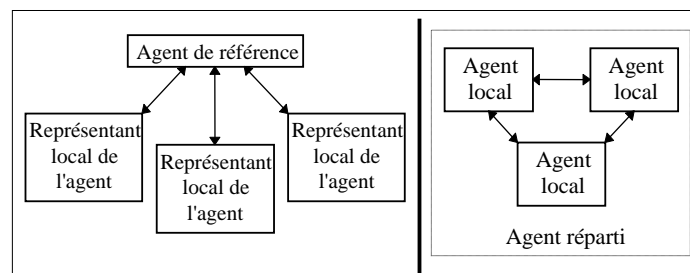 Agent de référence
Représentant
local de
l'agent
Représentant
local de
l'agent
Représentant
local de
l'agent
Agent
local
Agent
local
Agent
local
Agent réparti